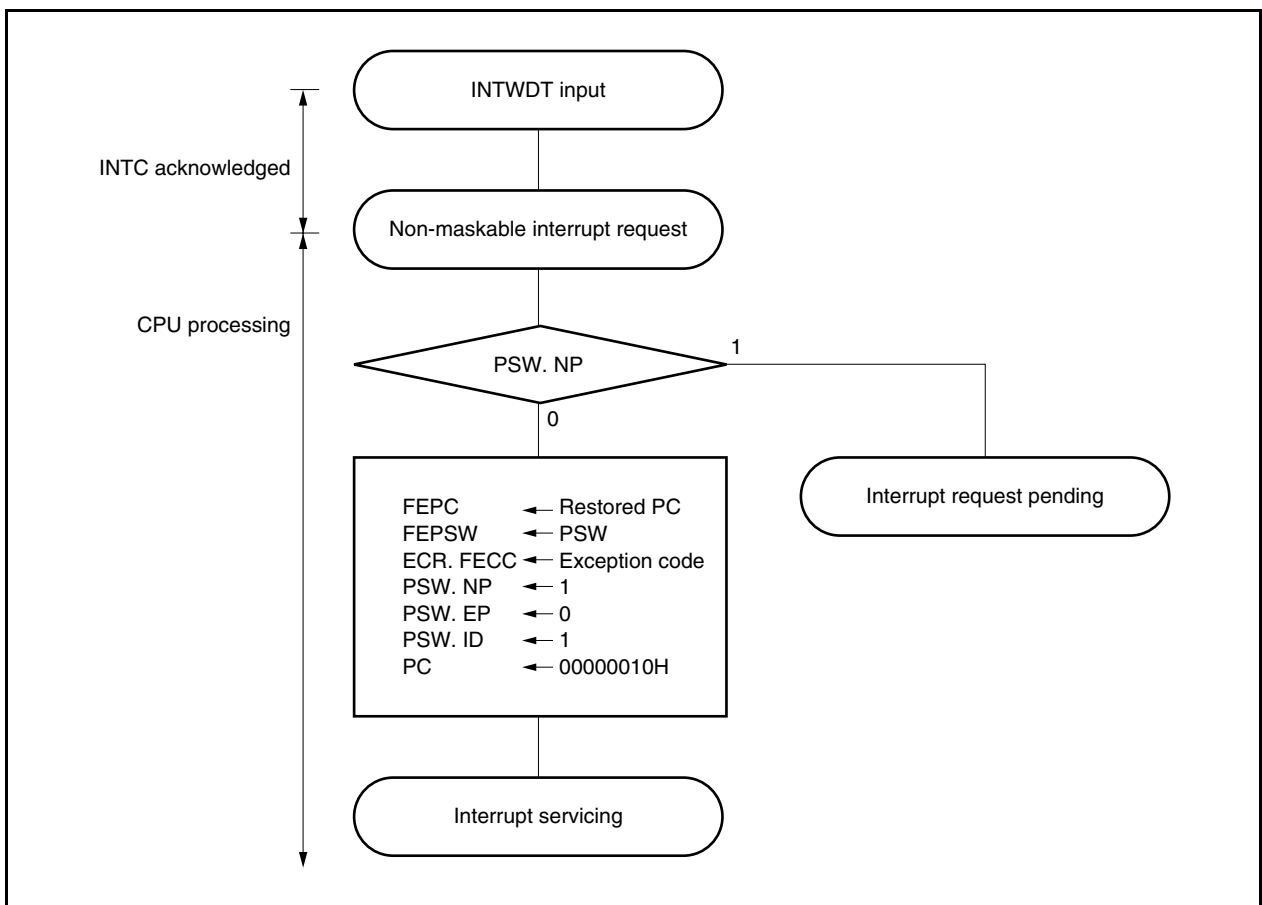 INTWDT input
INTC acknowledged
Non-maskable interrupt request
CPU processing
PSW. NP
1
0
FEPC ← Restored PC
FEPSW ← PSW
ECR. FECC ← Exception code
PSW. NP ← 1
PSW. EP ← 0
PSW. ID ← 1
PC ← 00000010H
Interrupt request pending
Interrupt servicing